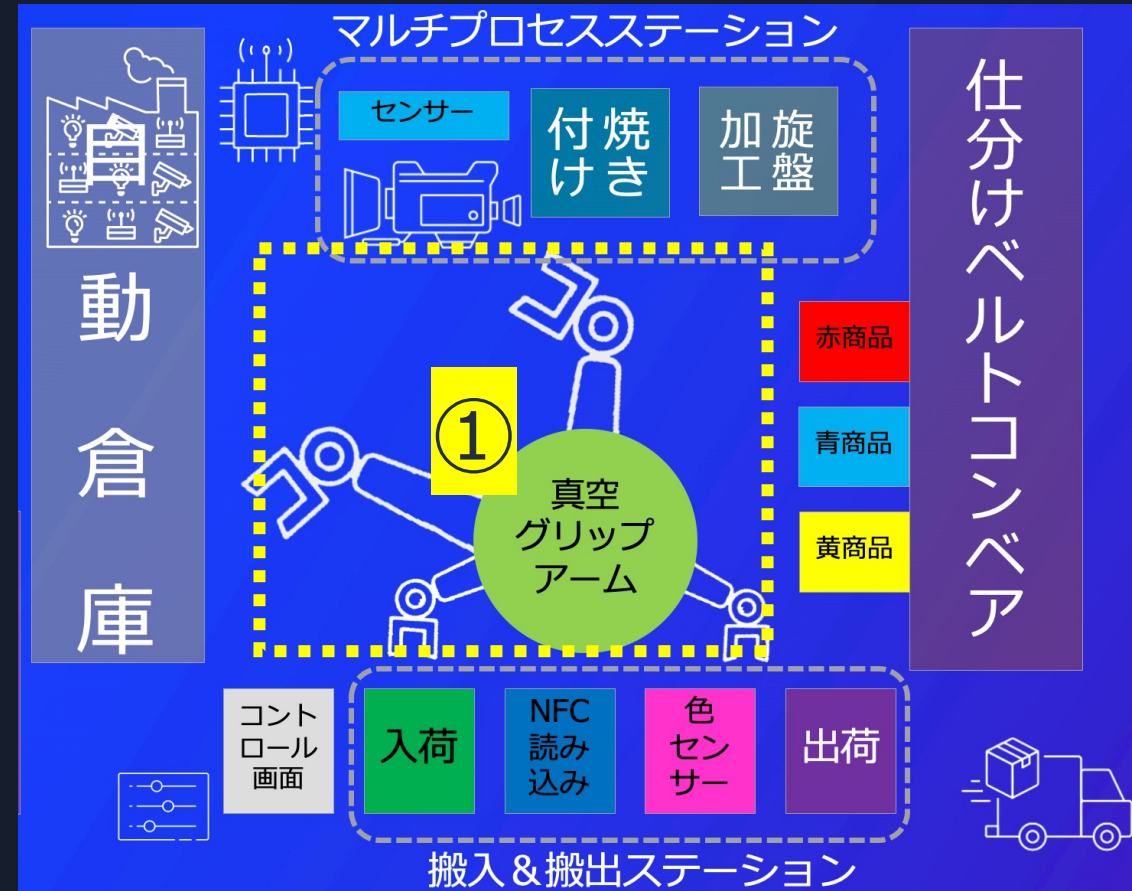 マルチプロセスステーション
自動倉庫
センサー
焼き
付け
旋盤
加工
仕分けベルトコンベア
①
真空
グリップ
アーム
赤商品
青商品
黄商品
コント
ロール
画面
入荷
NFC
読み
込み
色
セン
サー
出荷
搬入&搬出ステーション